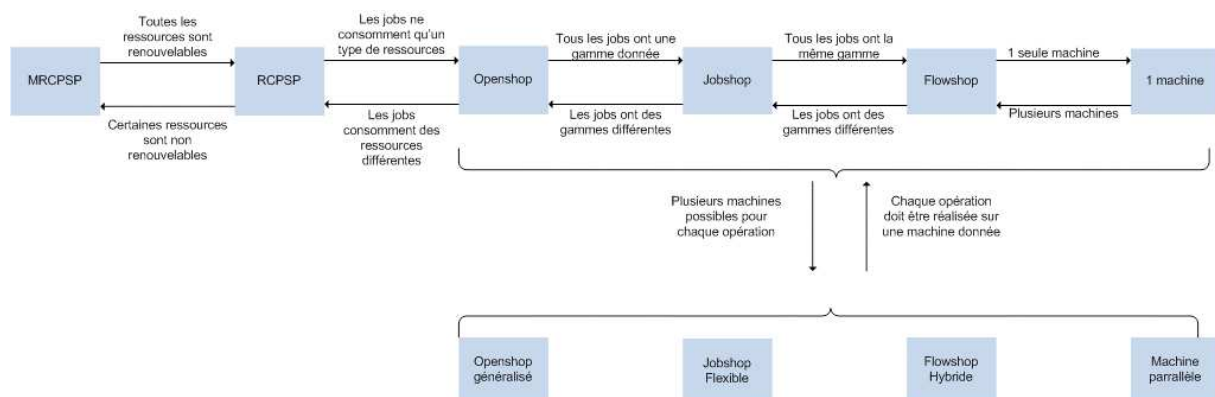 Toutes les
ressources sont
renouvelables
Les jobs ne
consomment qu'un
type de ressources
Tous les jobs ont une
gamme donnée
Tous les jobs ont la
même gamme
1 seule machine
MRCPSP
RCPSP
Openshop
Jobshop
Flowshop
1 machine
Certaines ressources
sont non
renouvelables
Les jobs
consomment des
ressources
différentes
Les jobs ont des
gammes différentes
Les jobs ont des
gammes différentes
Plusieurs machines
Plusieurs machines
possibles pour
chaque opération
Chaque opération
doit être réalisée sur
une machine donnée
Openshop
généralisé
Jobshop
Flexible
Flowshop
Hybride
Machine
parrallèle